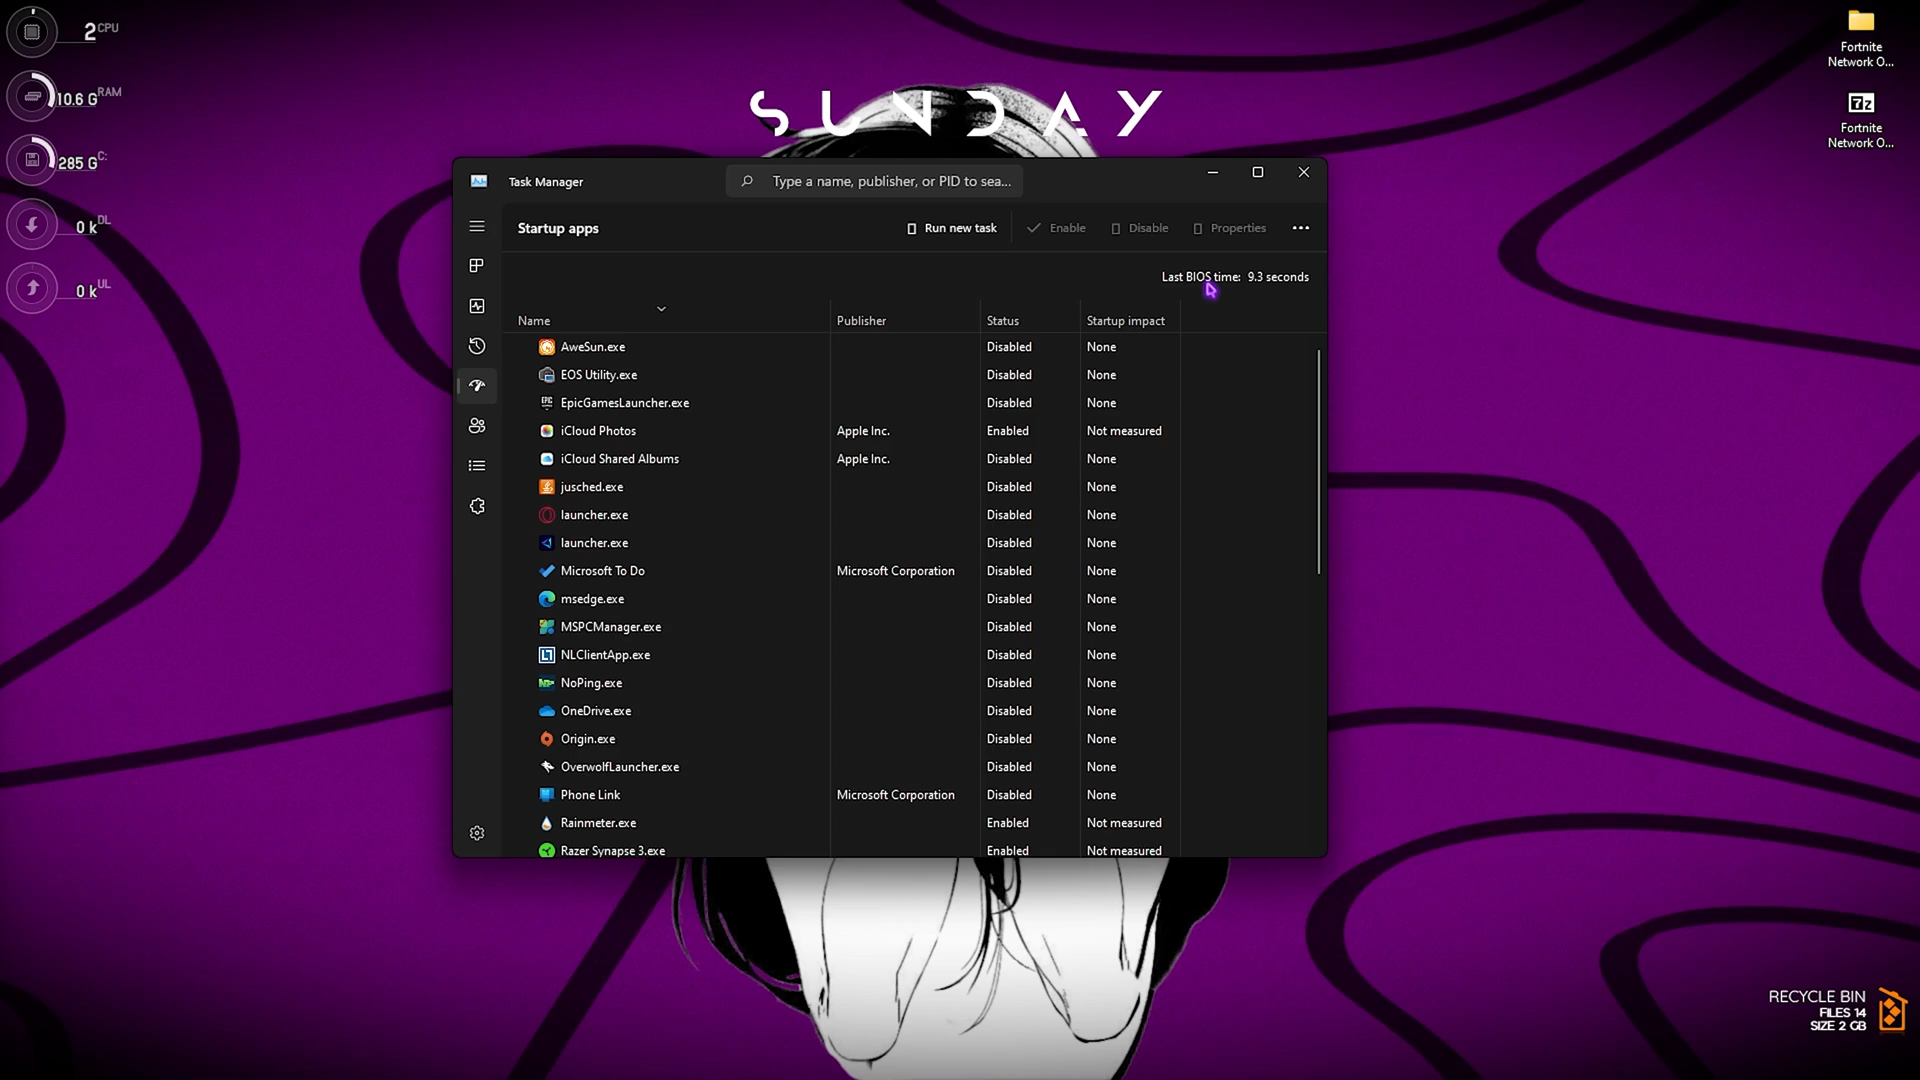 2 CPU
10.6 G RAM
285 G C:
0 k DL
0 k UL
SUNDAY
Fortnite
Network O...
7z
Fortnite
Network O...
Task Manager
Type a name, publisher, or PID to sea...
Startup apps
Run new task
Enable
Disable
Properties
Last BIOS time: 9.3 seconds
Name Publisher Status Startup impact
AweSun.exe Disabled None
EOS Utility.exe Disabled None
EpicGamesLauncher.exe Disabled None
iCloud Photos Apple Inc. Enabled Not measured
iCloud Shared Albums Apple Inc. Disabled None
jusched.exe Disabled None
launcher.exe Disabled None
launcher.exe Disabled None
Microsoft To Do Microsoft Corporation Disabled None
msedge.exe Disabled None
MSPCManager.exe Disabled None
NLClientApp.exe Disabled None
NoPing.exe Disabled None
OneDrive.exe Disabled None
Origin.exe Disabled None
OverwolfLauncher.exe Disabled None
Phone Link Microsoft Corporation Disabled None
Rainmeter.exe Enabled Not measured
Razer Synapse 3.exe Enabled Not measured
RECYCLE BIN
FILES 14
SIZE 2 GB